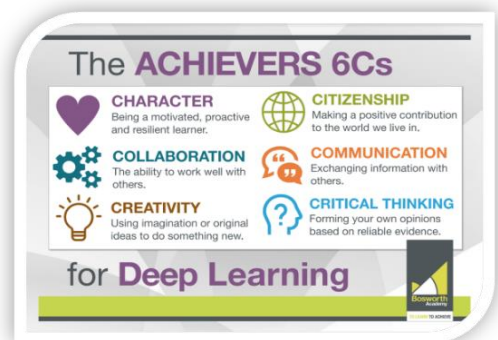 The ACHIEVERS 6Cs
CHARACTER
Being a motivated, proactive
and resilient learner.
CITIZENSHIP
Making a positive contribution
to the world we live in.
COLLABORATION
The ability to work well with
others.
COMMUNICATION
Exchanging information with
others.
CREATIVITY
Using imagination or original
ideas to do something new.
CRITICAL THINKING
Forming your own opinions
based on reliable evidence.
for Deep Learning
Bosworth
Academy
TO ACHIEVE